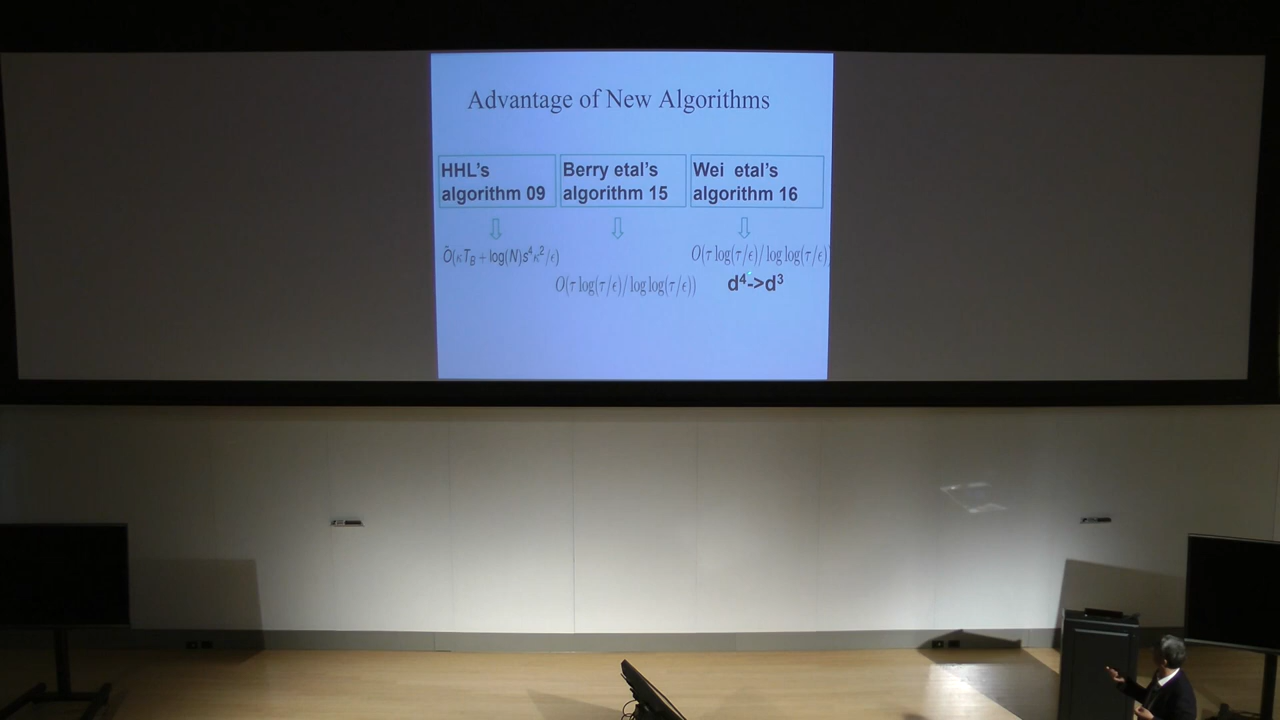 Advantage of New Algorithms
HHL's
algorithm 09
Berry etal's
algorithm 15
Wei etal's
algorithm 16
Õ(κT_B + log(N)s⁴κ²/ϵ)
O(τ log(τ/ϵ)/log log(τ/ϵ))
O(τ log(τ/ϵ)/log log(τ/ϵ)
d⁴->d³